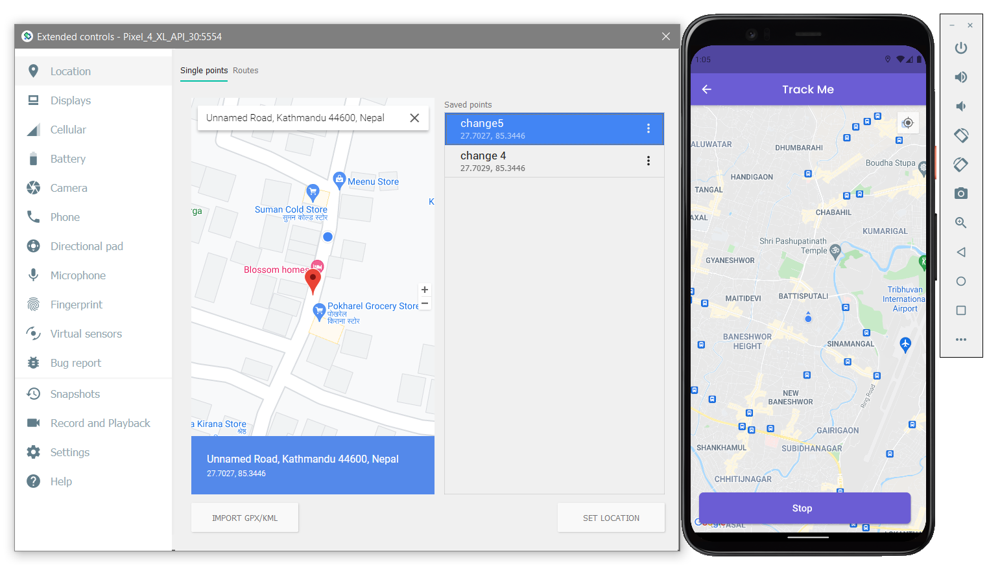 Extended controls - Pixel_4_XL_API_30:5554
Location
Displays
Cellular
Battery
Camera
Phone
Directional pad
Microphone
Fingerprint
Virtual sensors
Bug report
Snapshots
Record and Playback
Settings
Help
Single points Routes
Unnamed Road, Kathmandu 44600, Nepal
Meenu Store
Suman Cold Store
सुमन कोल्ड स्टोर
rga
K
Blossom homes
Pokharel Grocery Store
पोखरेल
किराना स्टोर
a Kirana Store
श्रेष्ठ
Unnamed Road, Kathmandu 44600, Nepal
27.7027, 85.3446
IMPORT GPX/KML
Saved points
change5
27.7027, 85.3446
change 4
27.7029, 85.3446
SET LOCATION
1:05
Track Me
ALUWATAR
DHUMBARAHI
Boudha Stupa
HANDIGAON
TANGAL
CHABAHIL
AXAL
KUMARIGAL
Shri Pashupatinath
Temple
GYANESHWOR
Tribhuvan
International
Airport
BATTISPUTALI
MAITIDEVI
BANESHWOR
HEIGHT
SINAMANGAL
Ring Road
NEW
BANESHWOR
GAIRIGAON
SHANKHAMUL
SUBIDHANAGAR
CHHITIJNAGAR
Stop
Google
ASAL